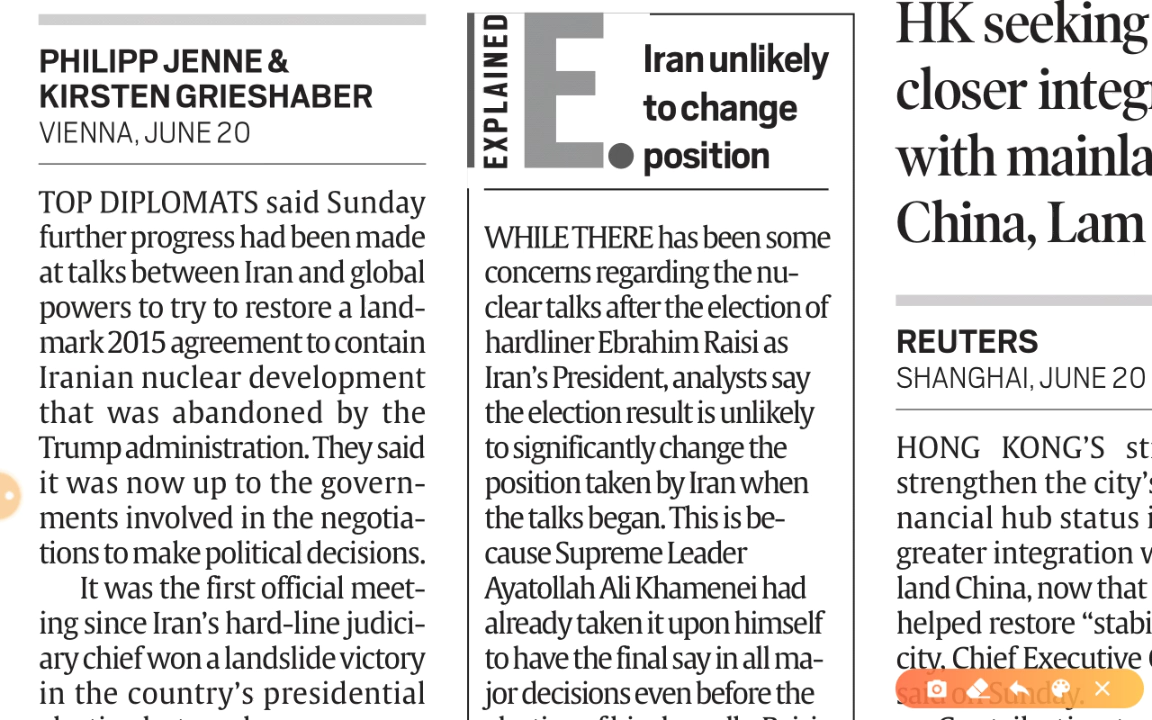 PHILIPP JENNE &
KIRSTEN GRIESHABER
VIENNA, JUNE 20
TOP DIPLOMATS said Sunday
further progress had been made
at talks between Iran and global
powers to try to restore a land-
mark 2015 agreement to contain
Iranian nuclear development
that was abandoned by the
Trump administration. They said
it was now up to the govern-
ments involved in the negotia-
tions to make political decisions.
It was the first official meet-
ing since Iran's hard-line judici-
ary chief won a landslide victory
in the country's presidential
EXPLAINED
E.
Iran unlikely
to change
position
WHILE THERE has been some
concerns regarding the nu-
clear talks after the election of
hardliner Ebrahim Raisi as
Iran's President, analysts say
the election result is unlikely
to significantly change the
position taken by Iran when
the talks began. This is be-
cause Supreme Leader
Ayatollah Ali Khamenei had
already taken it upon himself
to have the final say in all ma-
jor decisions even before the
HK seeking
closer integr
with mainla
China, Lam
REUTERS
SHANGHAI, JUNE 20
HONG KONG'S str
strengthen the city's
nancial hub status i
greater integration w
land China, now that
helped restore "stabi
city, Chief Executive C
said on Sunday.